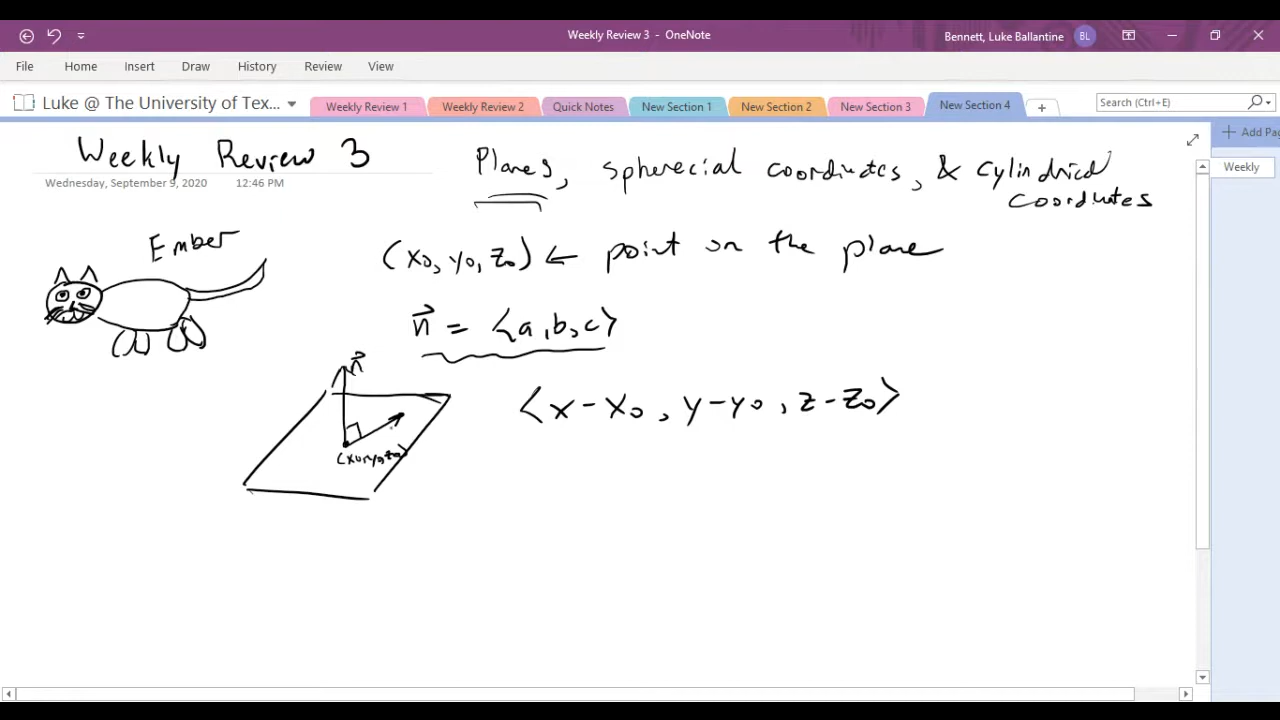 Weekly Review 3 - OneNote
Bennett, Luke Ballantine BL
File Home Insert Draw History Review View
Luke @ The University of Tex... Weekly Review 1 Weekly Review 2 Quick Notes New Section 1 New Section 2 New Section 3 New Section 4 + Search (Ctrl+E)
+ Add Pag
Weekly
Weekly Review 3
Wednesday, September 9, 2020 12:46 PM
Planes, spherecial coordinates, & Cylindrical
Coordinates
Ember
(x₀, y₀, z₀) ← point on the plane
n⃗ = ⟨a, b, c⟩
n⃗
⟨x-x₀, y-y₀, z-z₀⟩
(x₀, y₀, z₀)